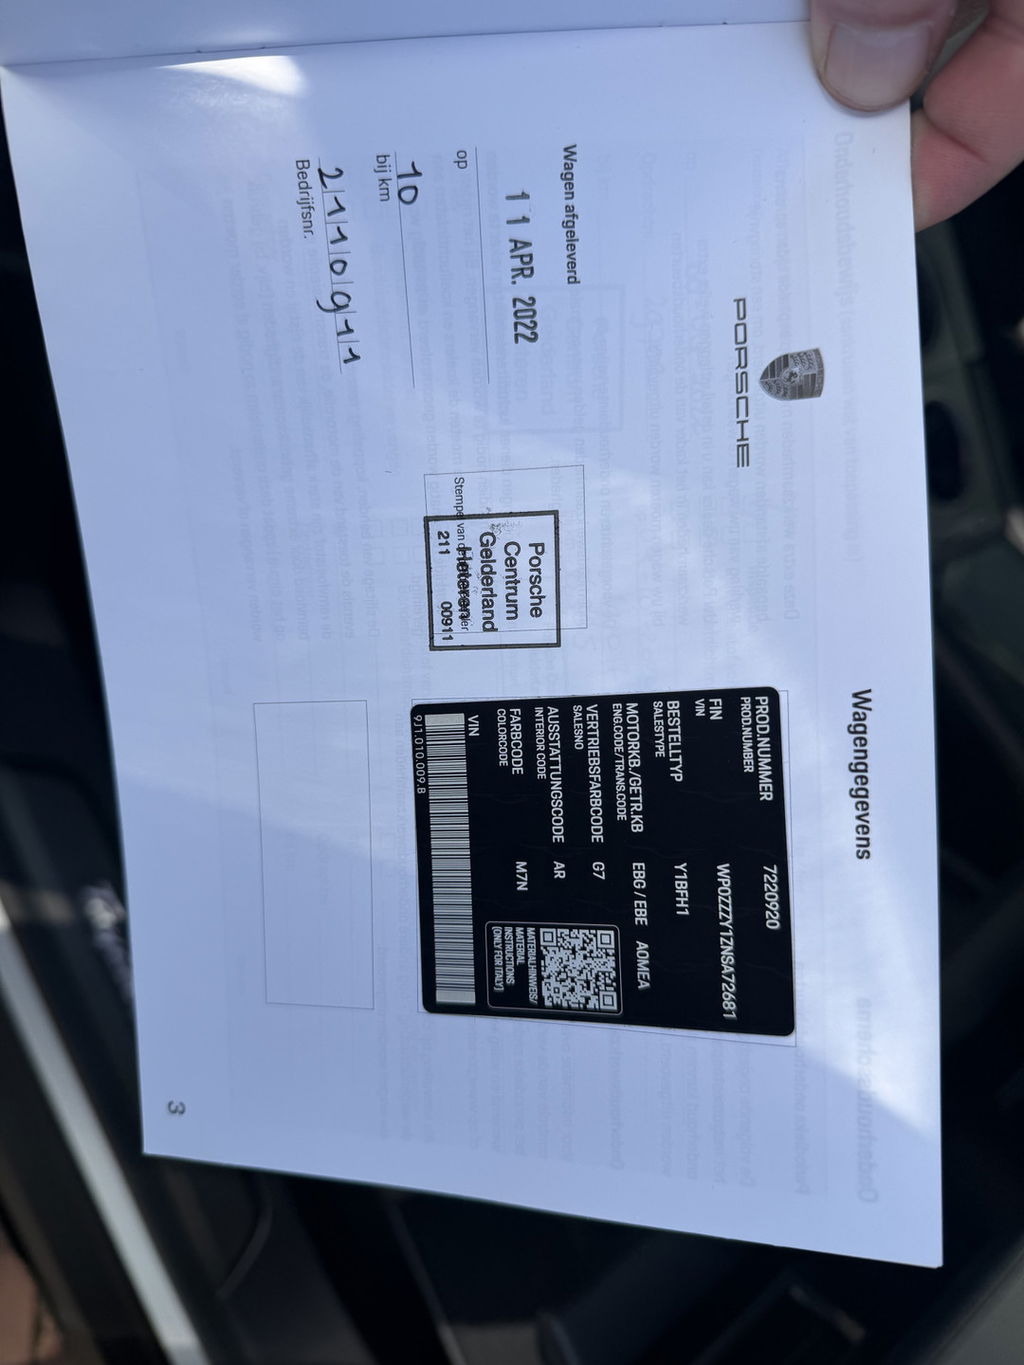 Wagengegevens
PORSCHE
Wagen afgeleverd
11 APR. 2022
op
10
bij km
2110911
Bedrijfsnr.
Porsche
Centrum
Gelderland
Heteren
211 00911
Stempel van
PROD.NUMMER 7220920
PROD.NUMBER
FIN WP0ZZZY1ZNSA72681
VIN
BESTELLTYP Y1BFH1
SALESTYPE
MOTORKB./GETR.KB EBG / EBE A0MEA
ENG.CODE/TRANS.CODE
VERTRIEBSFARBCODE G7
SALESNO
AUSSTATTUNGSCODE AR
INTERIOR CODE
FARBCODE M7N
COLORCODE
MATERIALHINWEIS/
MATERIAL
INSTRUCTIONS
(ONLY FOR ITALY)
VIN
9J1.010.009.B
3